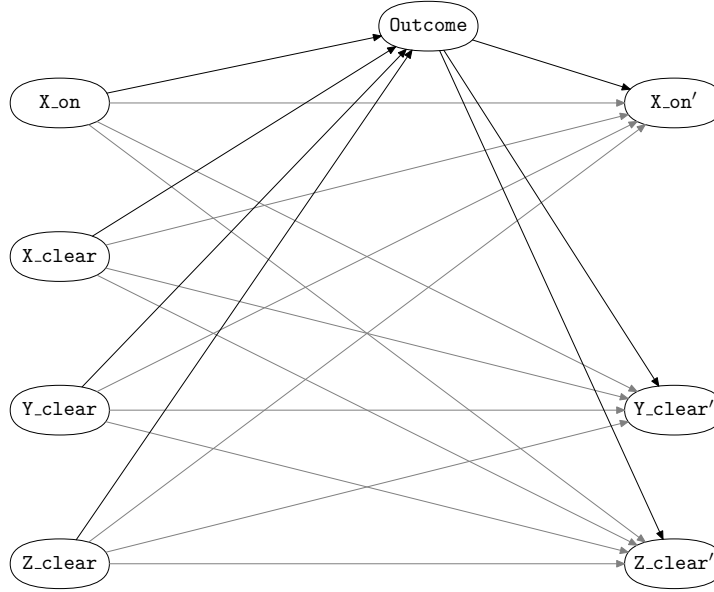 Outcome
X_on
X_on′
X_clear
Y_clear
Y_clear′
Z_clear
Z_clear′